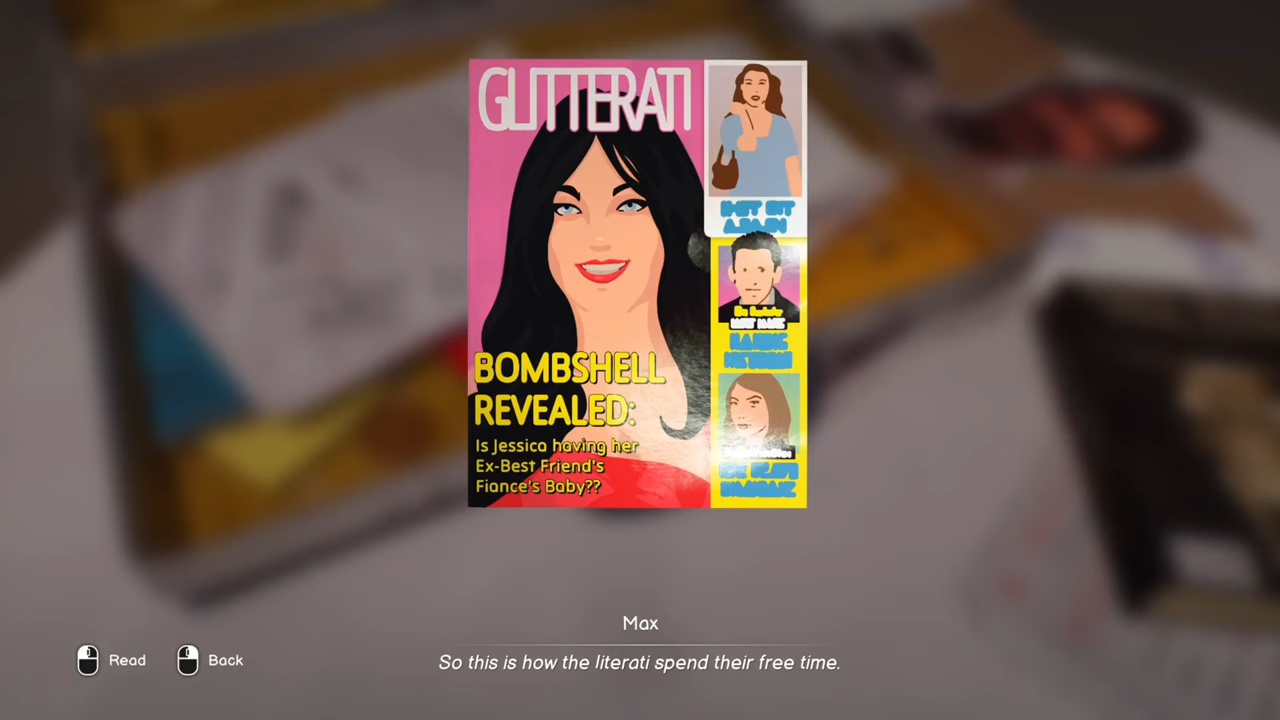 GLITTERATI
BOMBSHELL
REVEALED:
Is Jessica having her
Ex-Best Friend's
Fiance's Baby??
Max
So this is how the literati spend their free time.
Read
Back